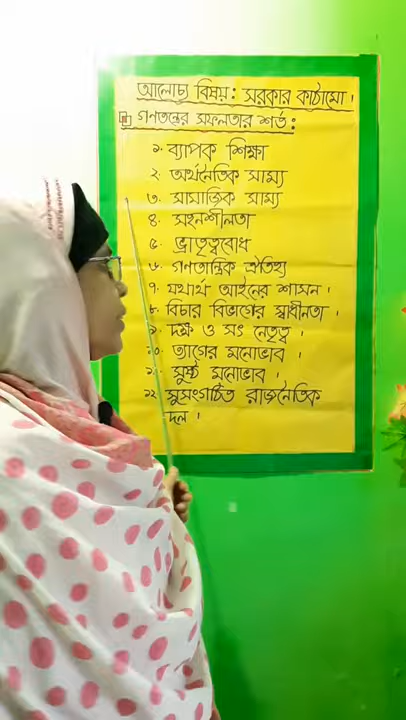 আলোচ্য বিষয়: সরকার কাঠামো।
গণতন্ত্রের সফলতার শর্ত:
১. ব্যাপক শিক্ষা
২. অর্থনৈতিক সাম্য
৩. সামাজিক সাম্য
৪. সহনশীলতা
৫. ভ্রাতৃত্ববোধ
৬. গণতান্ত্রিক ঐতিহ্য
৭. যথার্থ আইনের শাসন।
৮. বিচার বিভাগের স্বাধীনতা।
৯. দক্ষ ও সৎ নেতৃত্ব।
১০. ত্যাগের মনোভাব।
১১. সুষ্ঠ মনোভাব।
১২. সুসংগঠিত রাজনৈতিক
দল।